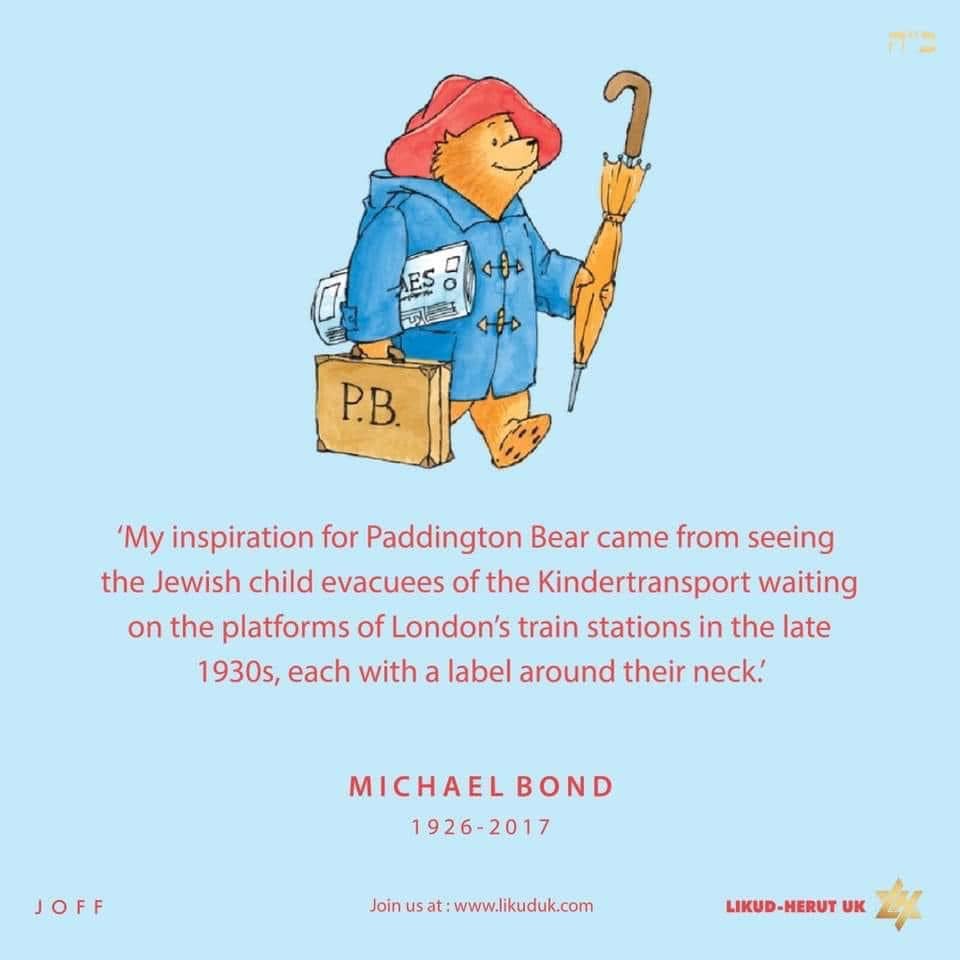 ב"ה
P.B.
‘My inspiration for Paddington Bear came from seeing
the Jewish child evacuees of the Kindertransport waiting
on the platforms of London’s train stations in the late
1930s, each with a label around their neck.’
MICHAEL BOND
1926-2017
JOFF
Join us at : www.likuduk.com
LIKUD-HERUT UK